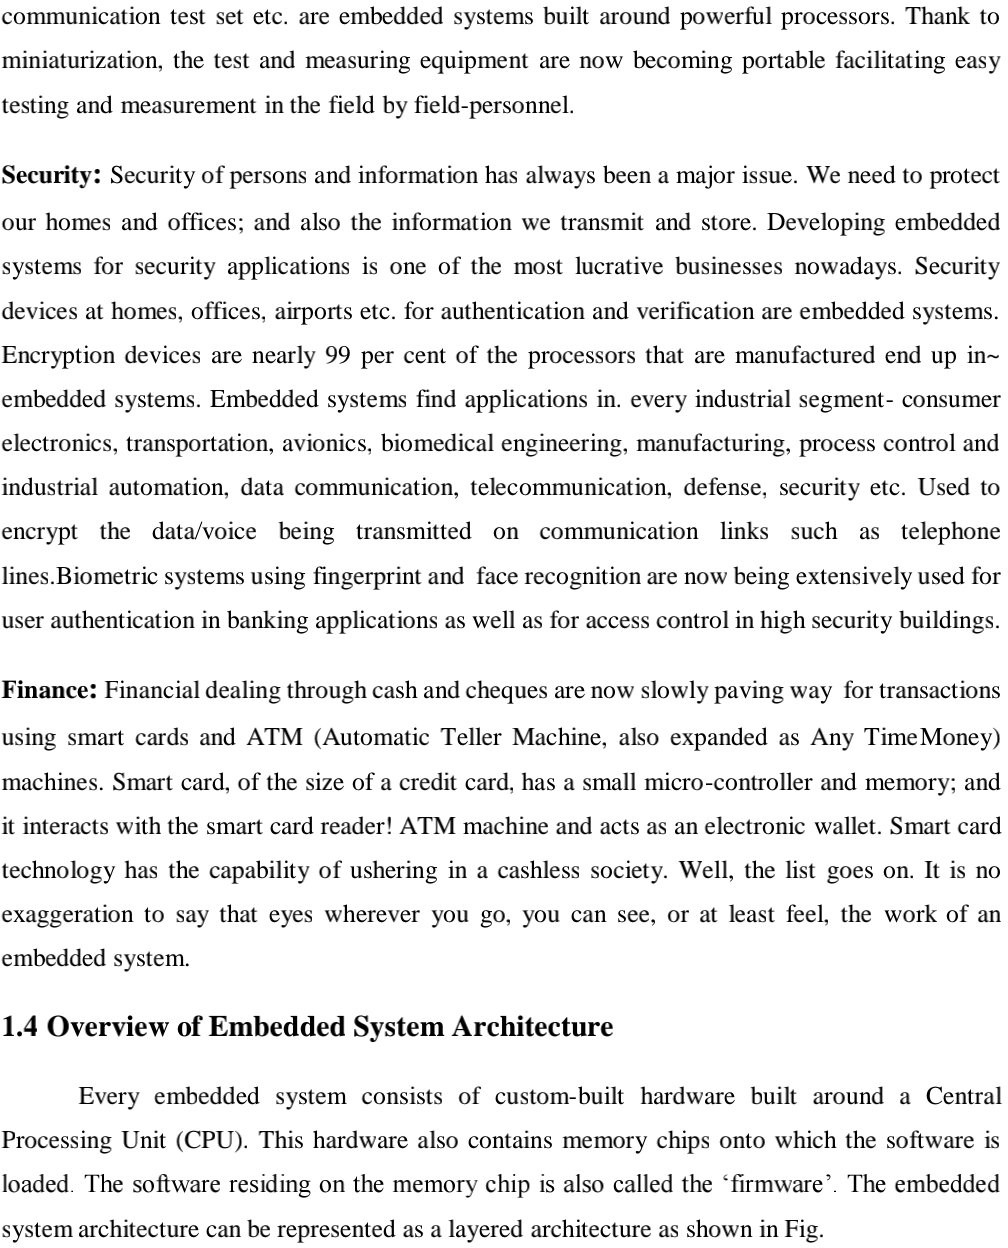 communication test set etc. are embedded systems built around powerful processors. Thank to
miniaturization, the test and measuring equipment are now becoming portable facilitating easy
testing and measurement in the field by field-personnel.
Security: Security of persons and information has always been a major issue. We need to protect
our homes and offices; and also the information we transmit and store. Developing embedded
systems for security applications is one of the most lucrative businesses nowadays. Security
devices at homes, offices, airports etc. for authentication and verification are embedded systems.
Encryption devices are nearly 99 per cent of the processors that are manufactured end up in~
embedded systems. Embedded systems find applications in. every industrial segment- consumer
electronics, transportation, avionics, biomedical engineering, manufacturing, process control and
industrial automation, data communication, telecommunication, defense, security etc. Used to
encrypt the data/voice being transmitted on communication links such as telephone
lines.Biometric systems using fingerprint and face recognition are now being extensively used for
user authentication in banking applications as well as for access control in high security buildings.
Finance: Financial dealing through cash and cheques are now slowly paving way for transactions
using smart cards and ATM (Automatic Teller Machine, also expanded as Any TimeMoney)
machines. Smart card, of the size of a credit card, has a small micro-controller and memory; and
it interacts with the smart card reader! ATM machine and acts as an electronic wallet. Smart card
technology has the capability of ushering in a cashless society. Well, the list goes on. It is no
exaggeration to say that eyes wherever you go, you can see, or at least feel, the work of an
embedded system.
1.4 Overview of Embedded System Architecture
Every embedded system consists of custom-built hardware built around a Central
Processing Unit (CPU). This hardware also contains memory chips onto which the software is
loaded. The software residing on the memory chip is also called the ‘firmware’. The embedded
system architecture can be represented as a layered architecture as shown in Fig.